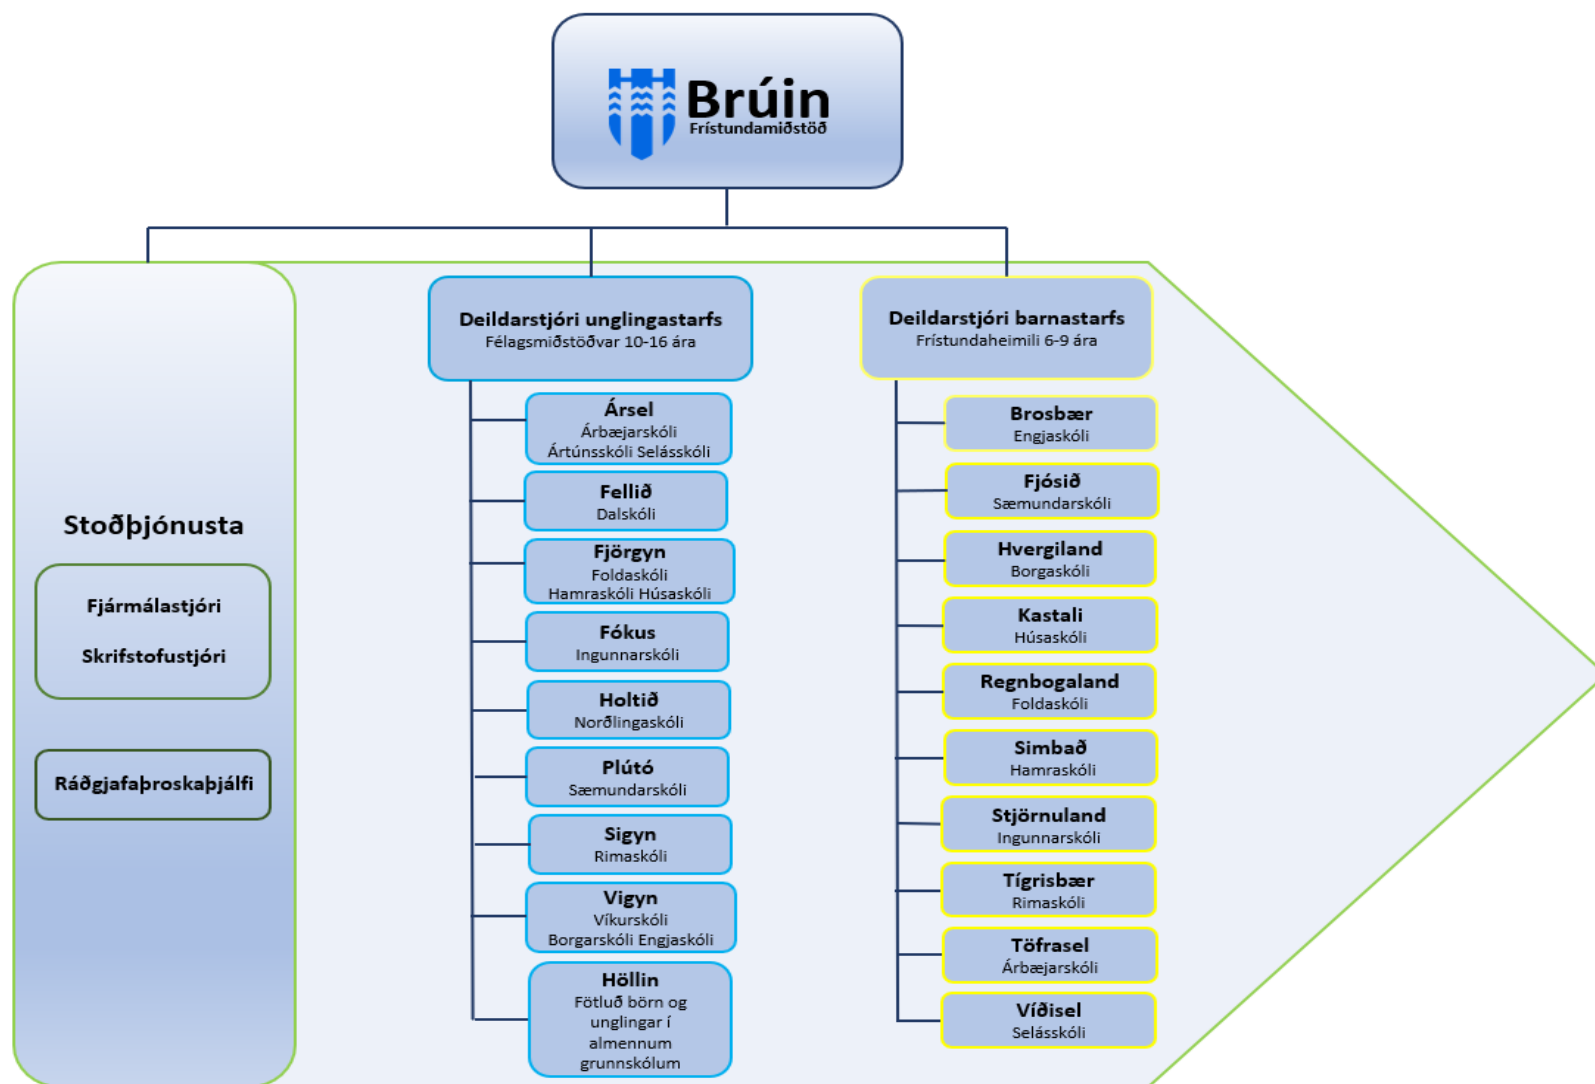 Brúin
Frístundamiðstöð
Stoðþjónusta
Fjármálastjóri
Skrifstofustjóri
Ráðgjafaþroskaþjálfi
Deildarstjóri unglingastarfs
Félagsmiðstöðvar 10-16 ára
Ársel
Árbæjarskóli
Ártúnsskóli Selásskóli
Fellið
Dalskóli
Fjörgyn
Foldaskóli
Hamraskóli Húsaskóli
Fókus
Ingunnarskóli
Holtið
Norðlingaskóli
Plútó
Sæmundarskóli
Sigyn
Rimaskóli
Vigyn
Víkurskóli
Borgarskóli Engjaskóli
Höllin
Fötluð börn og
unglingar í
almennum
grunnskólum
Deildarstjóri barnastarfs
Frístundaheimili 6-9 ára
Brosbær
Engjaskóli
Fjósið
Sæmundarskóli
Hvergiland
Borgaskóli
Kastali
Húsaskóli
Regnbogaland
Foldaskóli
Simbað
Hamraskóli
Stjörnuland
Ingunnarskóli
Tígrisbær
Rimaskóli
Töfrasel
Árbæjarskóli
Víðisel
Selásskóli